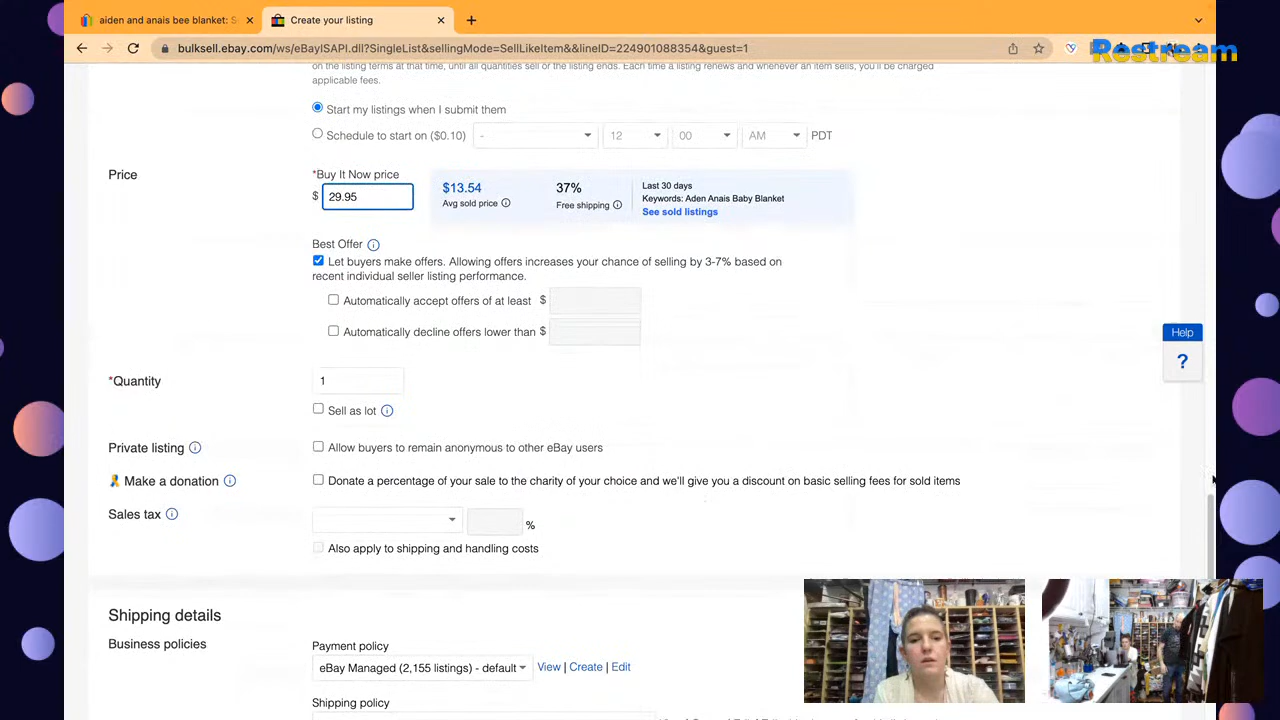 aiden and anais bee blanket: S
Create your listing
bulksell.ebay.com/ws/eBayISAPI.dll?SingleList&sellingMode=SellLikeItem&&lineID=224901088354&guest=1
Restream
on the listing terms at that time, until all quantities sell or the listing ends. Each time a listing renews and whenever an item sells, you'll be charged
applicable fees.
Start my listings when I submit them
Schedule to start on ($0.10) - 12 00 AM PDT
Price
*Buy It Now price
$ 29.95
$13.54
Avg sold price
37%
Free shipping
Last 30 days
Keywords: Aden Anais Baby Blanket
See sold listings
Best Offer
Let buyers make offers. Allowing offers increases your chance of selling by 3-7% based on
recent individual seller listing performance.
Automatically accept offers of at least $
Automatically decline offers lower than $
Help
?
*Quantity 1
Sell as lot
Private listing Allow buyers to remain anonymous to other eBay users
Make a donation Donate a percentage of your sale to the charity of your choice and we'll give you a discount on basic selling fees for sold items
Sales tax %
Also apply to shipping and handling costs
Shipping details
Business policies
Payment policy
eBay Managed (2,155 listings) - default View | Create | Edit
Shipping policy